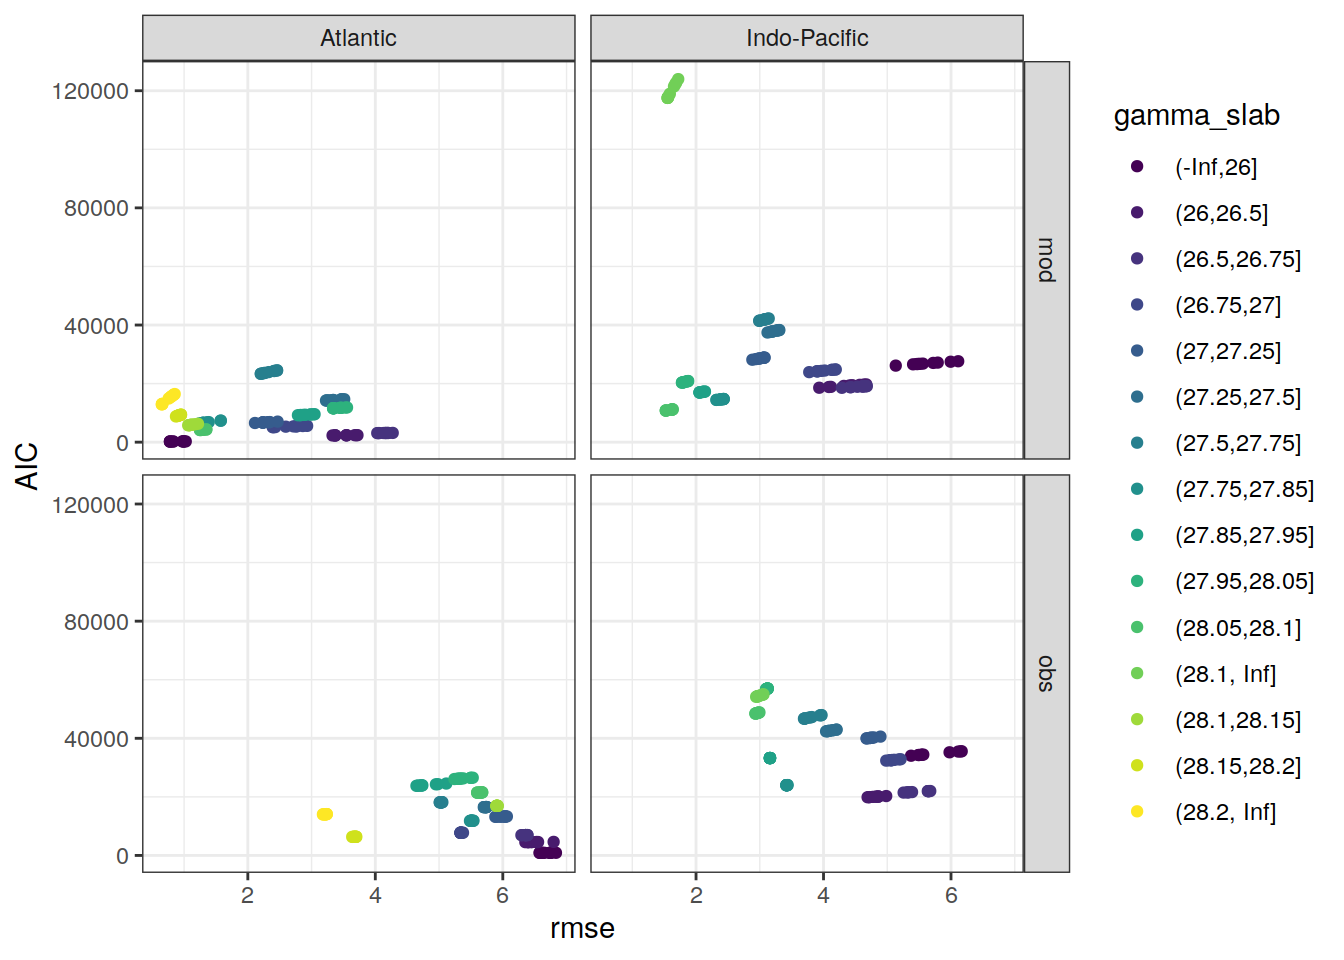 Atlantic
Indo-Pacific
mod
obs
120000
80000
40000
0
120000
80000
40000
0
AIC
2
4
6
2
4
6
rmse
gamma_slab
(-Inf,26]
(26,26.5]
(26.5,26.75]
(26.75,27]
(27,27.25]
(27.25,27.5]
(27.5,27.75]
(27.75,27.85]
(27.85,27.95]
(27.95,28.05]
(28.05,28.1]
(28.1, Inf]
(28.1,28.15]
(28.15,28.2]
(28.2, Inf]